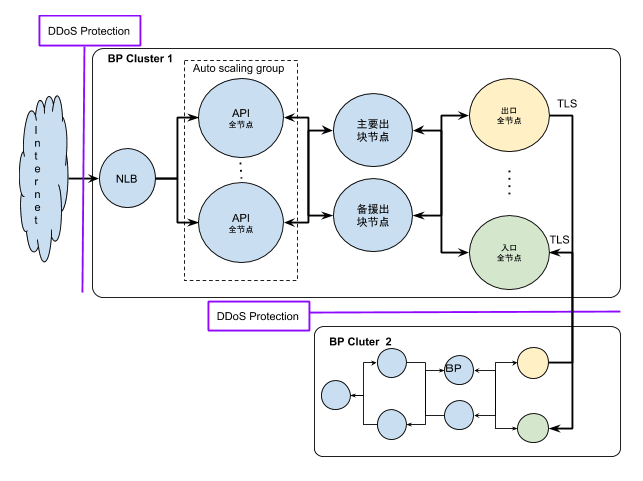 DDoS Protection
BP Cluster 1
Auto scaling group
Internet
NLB
API
全节点
API
全节点
主要出
块节点
备援出
块节点
出口
全节点
TLS
入口
全节点
TLS
DDoS Protection
BP Cluter 2
BP